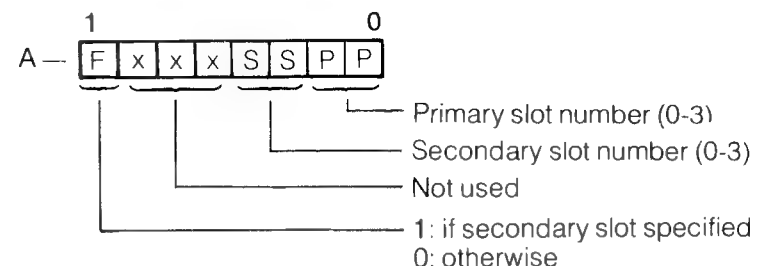 1 0
A — F x x x S S P P
Primary slot number (0-3)
Secondary slot number (0-3)
Not used
1: if secondary slot specified
0: otherwise